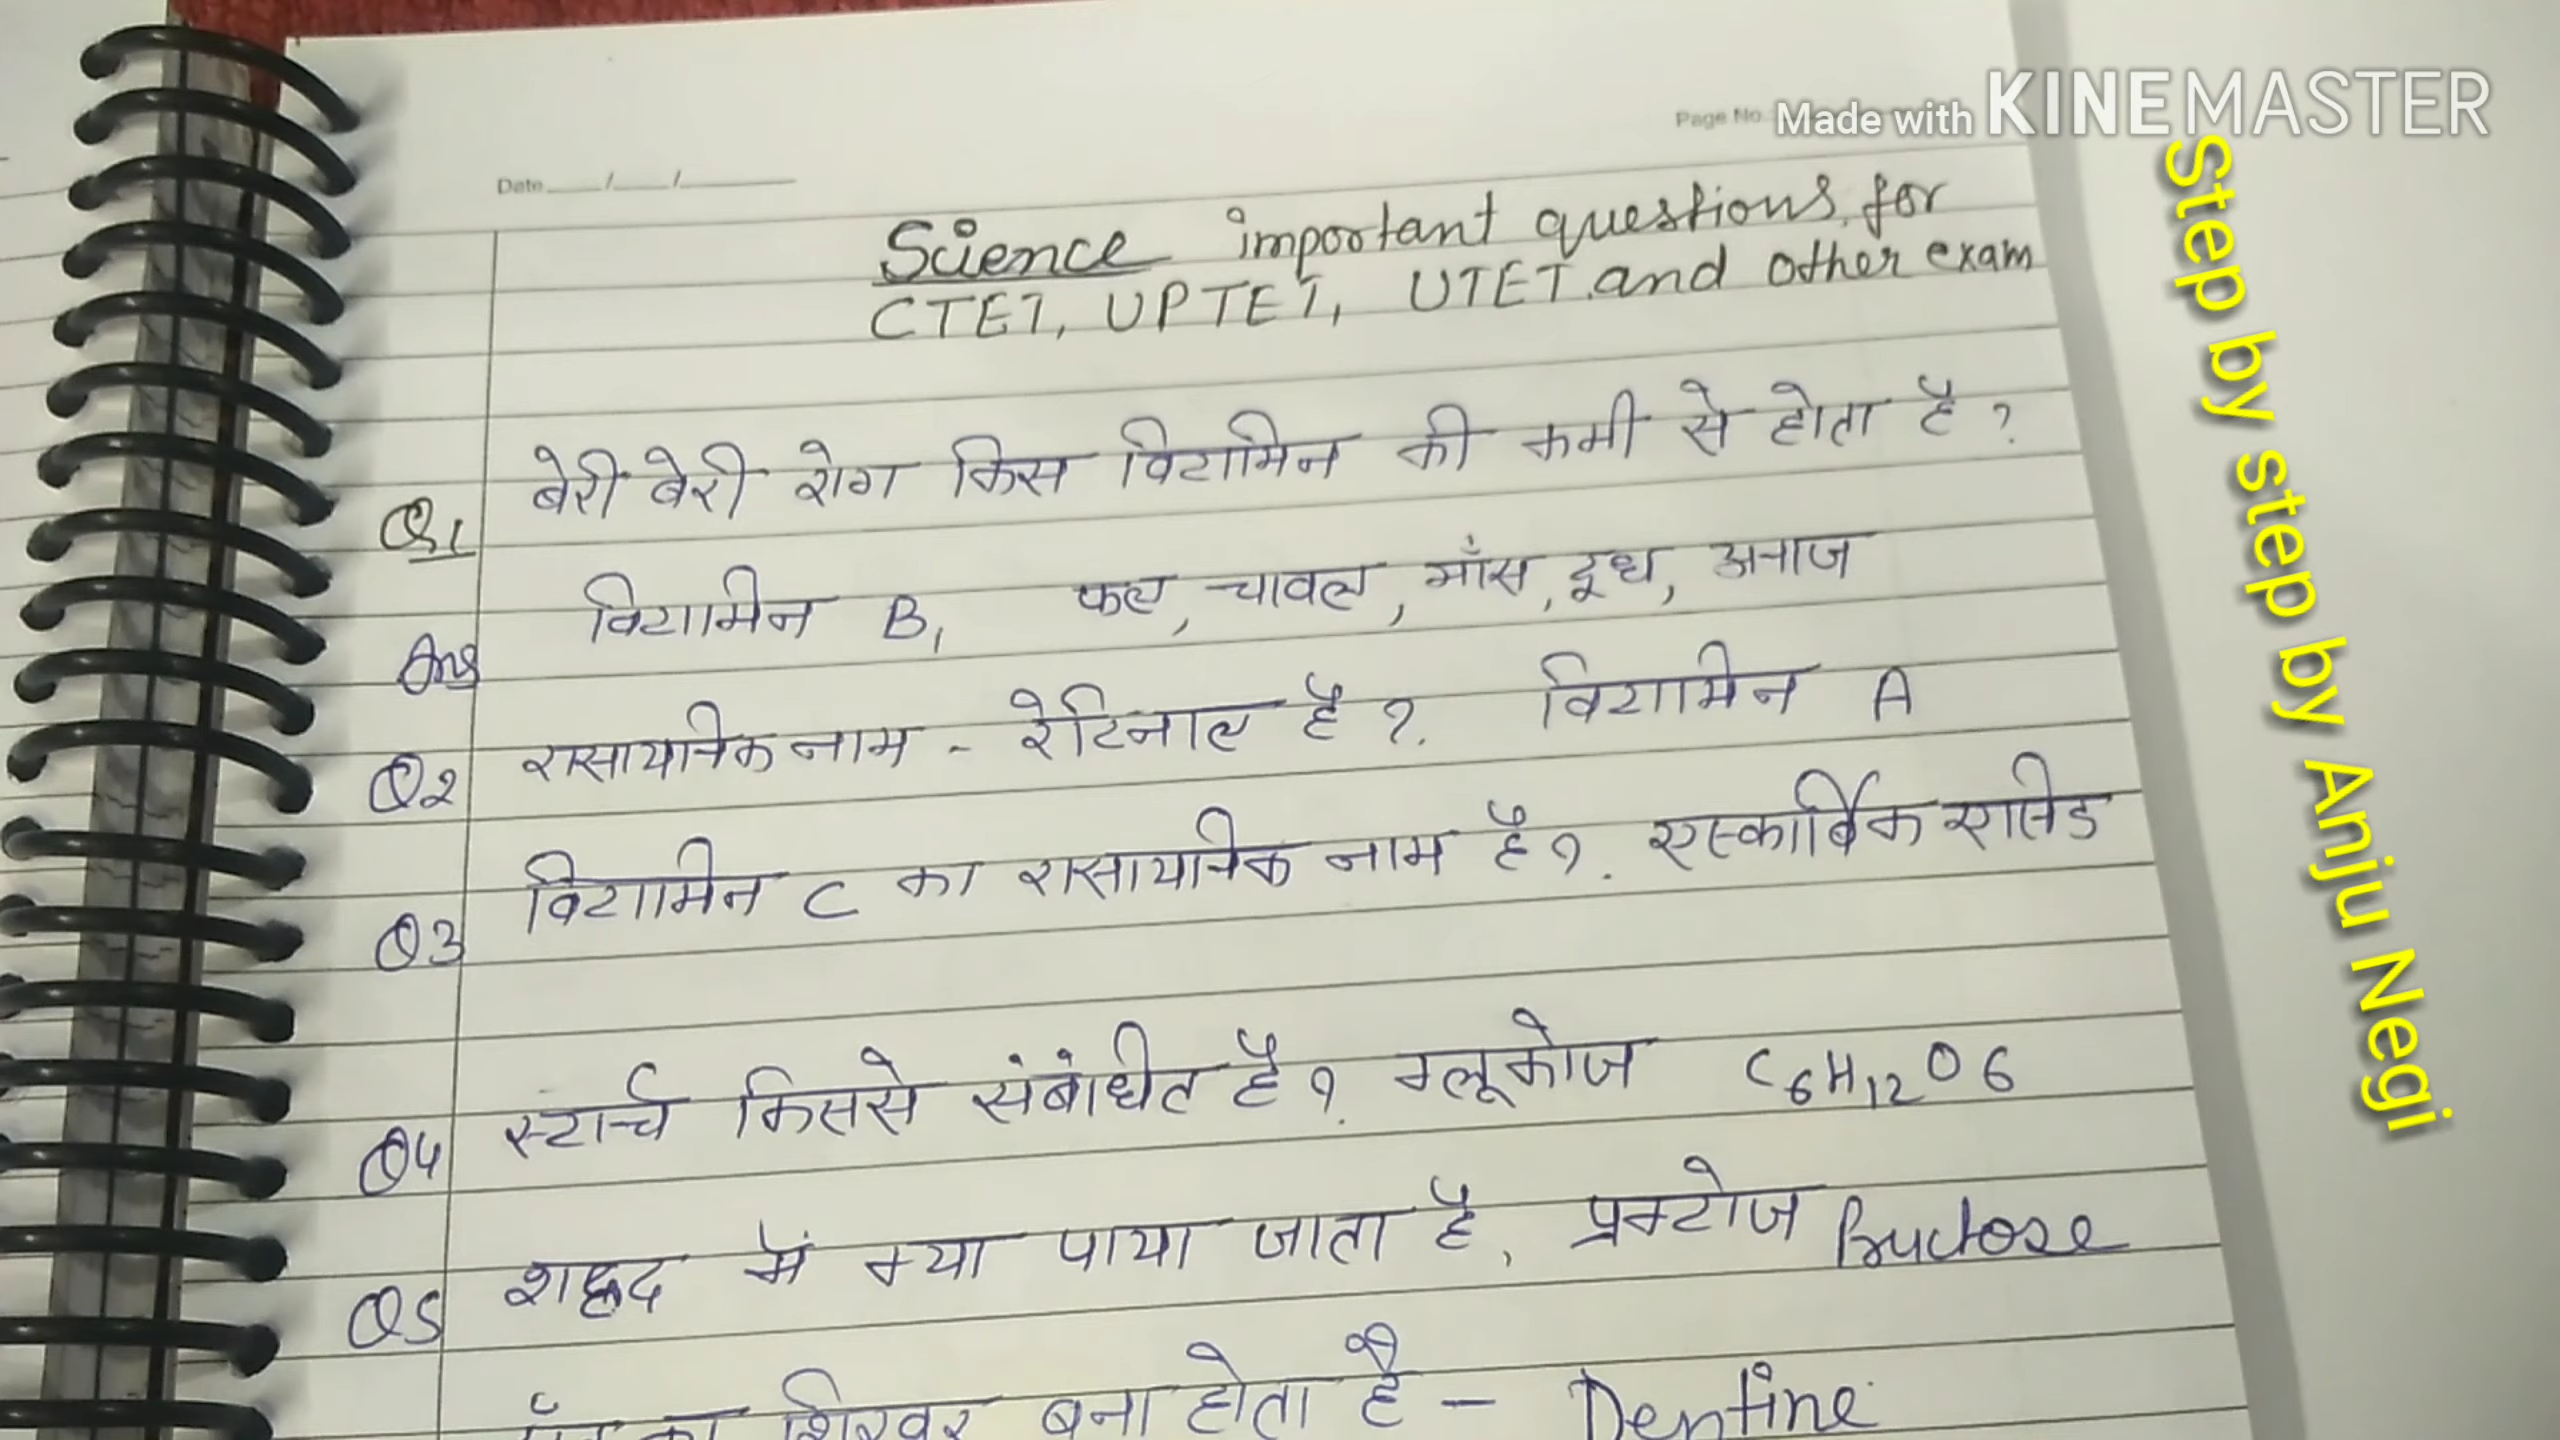 Made with KINEMASTER
Page No.
Date
Science important questions for
CTET, UPTET, UTET and other exam
Q1 बेरी बेरी रोग किस विटामिन की कमी से होता है ?
Ans विटामिन B1 फल, चावल, माँस, दूध, अनाज
Q2 रासायनिक नाम - रेटिनाल है ? विटामिन A
Q3 विटामिन C का रासायनिक नाम है ? एस्कार्बिक एसिड
Q4 स्टार्च किससे संबंधित है ? ग्लूकोज C6H12O6
Q5 शहद में क्या पाया जाता है, प्रक्टोज fructose
का शिखर बना होता है - Dentine
Step by step by Anju Negi